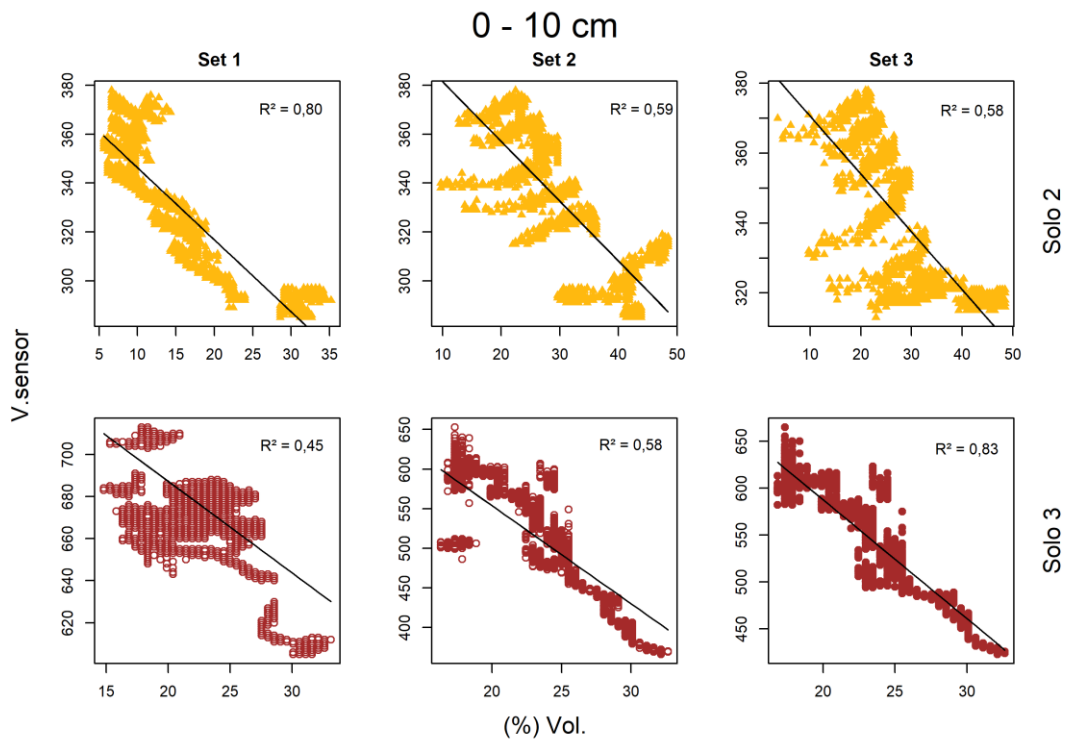 0 - 10 cm
Set 1
Set 2
Set 3
R² = 0,80
R² = 0,59
R² = 0,58
380
360
340
320
300
5 10 15 20 25 30 35
380
360
340
320
300
10 20 30 40 50
380
360
340
320
10 20 30 40 50
Solo 2
V.sensor
R² = 0,45
R² = 0,58
R² = 0,83
700
680
660
640
620
15 20 25 30
650
600
550
500
450
400
20 25 30
650
600
550
500
450
20 25 30
Solo 3
(%) Vol.